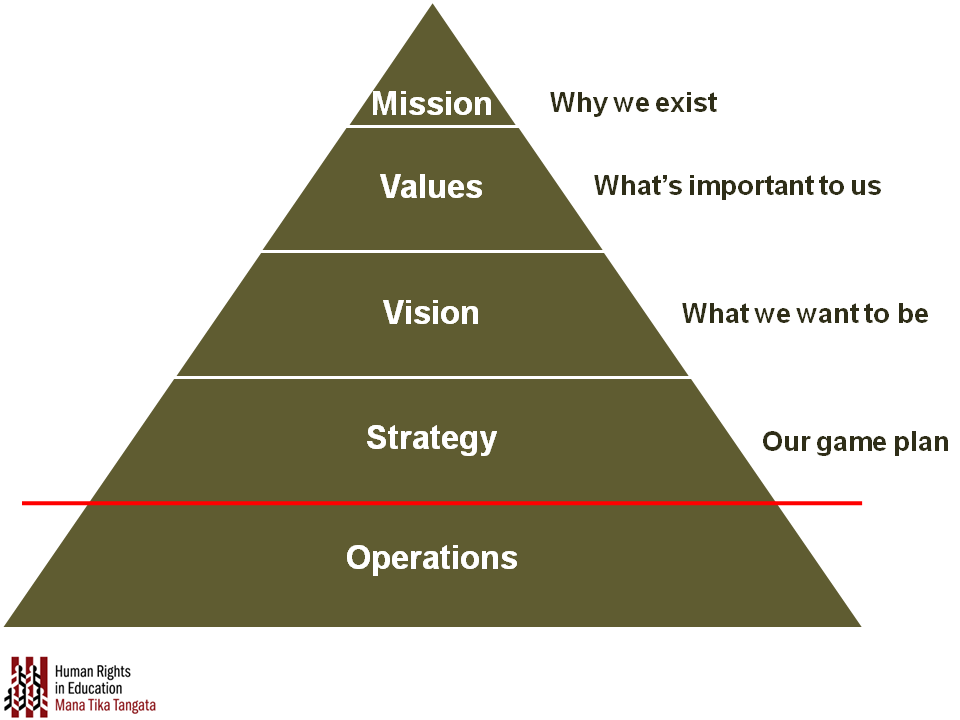 Mission
Why we exist
Values
What's important to us
Vision
What we want to be
Strategy
Our game plan
Operations
Human Rights
in Education
Mana Tika Tangata